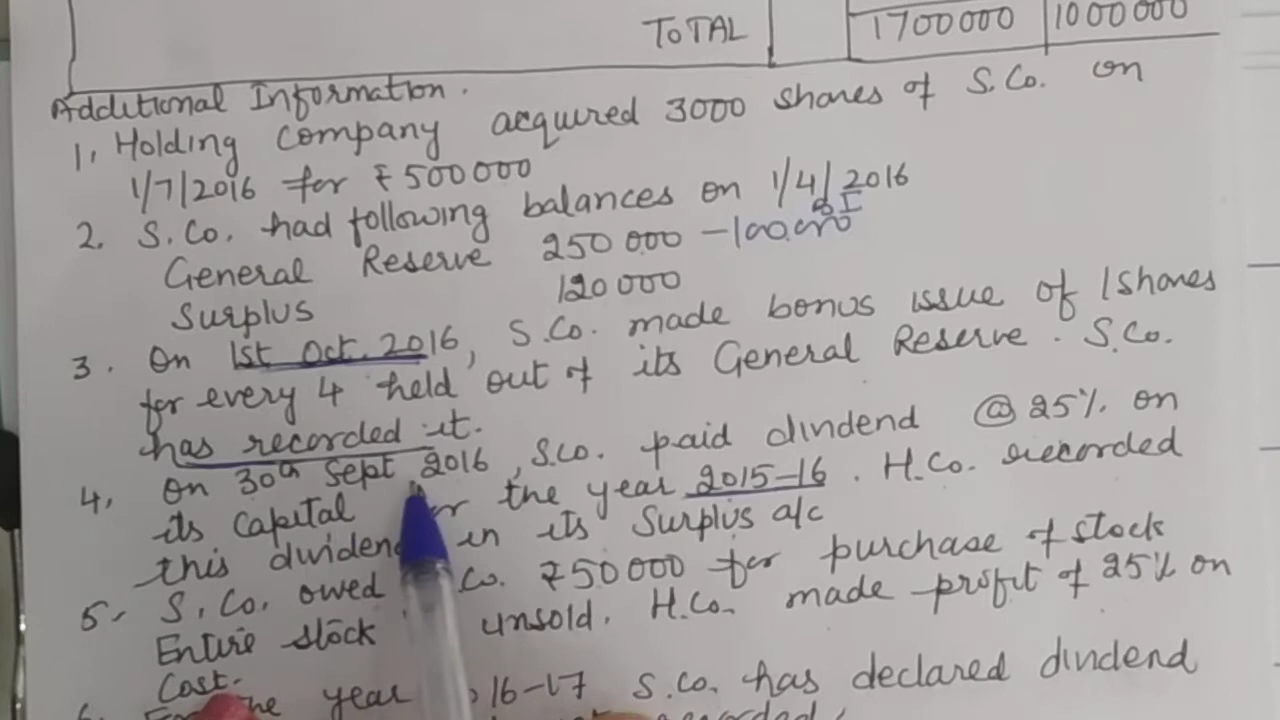 TOTAL 1700000 1000000
Additional Information.
1, Holding Company acquired 3000 shares of S.Co. on
1/7/2016 for ₹500000
2. S.Co. had following balances on 1/4/2016
General Reserve 250000 -
Surplus 120000
3. On 1st Oct. 2016, S.Co. made bonus issue of 1 shares
for every 4 held out of its General Reserve. S.Co.
has recorded it.
4, On 30th Sept 2016, S.Co. paid dividend @ 25% on
its Capital the year 2015-16. H.Co. recorded
this in its Surplus a/c
5, S.Co. owed Co. ₹50000 for purchase of stock
Entire stock unsold. H.Co. made profit of 25% on
Cost.
year 16-17 S.Co. has declared dividend